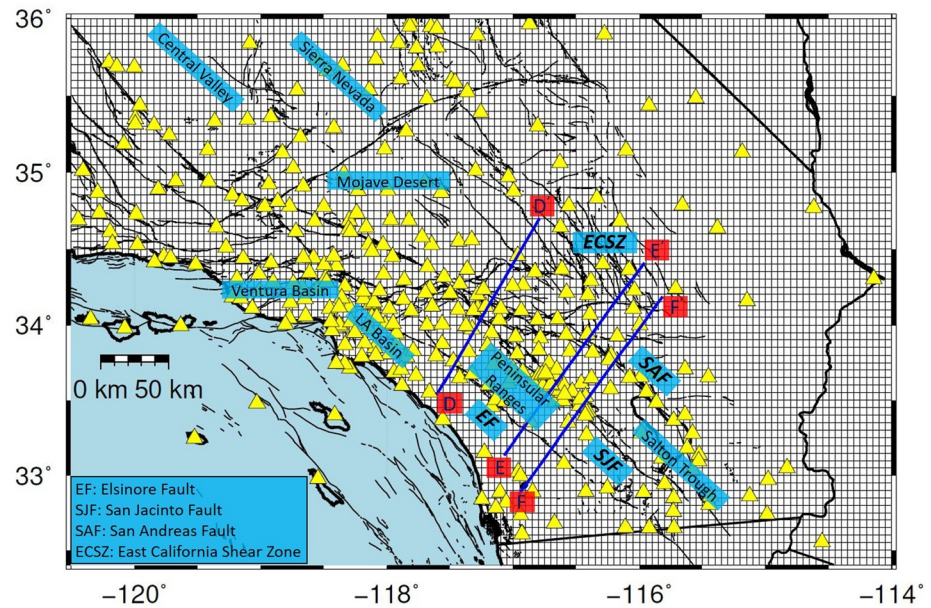 36˚
Central Valley
Sierra Nevada
35˚
Mojave Desert
D'
ECSZ
E'
Ventura Basin
F'
34˚
LA Basin
0 km 50 km
Peninsular
Ranges
SAF
D
EF
Salton Trough
SJF
33˚
E
F
EF: Elsinore Fault
SJF: San Jacinto Fault
SAF: San Andreas Fault
ECSZ: East California Shear Zone
−120˚
−118˚
−116˚
−114˚